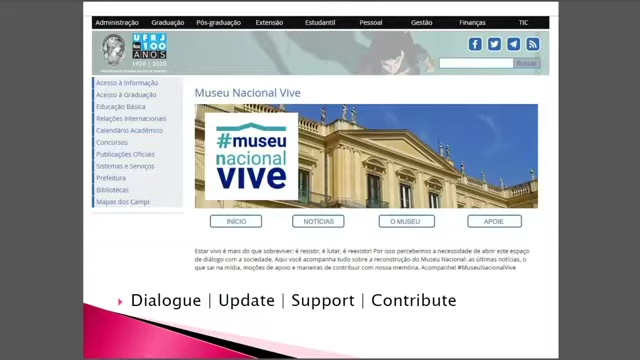 Administração Graduação Pós-graduação Extensão Estudantil Pessoal Gestão Finanças TIC
UFRJ
100
ANOS
1920 | 2020
Buscar
Acesso à Informação
Acesso à Graduação
Educação Básica
Relações Internacionais
Calendário Acadêmico
Concursos
Publicações Oficiais
Sistemas e Serviços
Prefeitura
Bibliotecas
Mapas dos Campi
Museu Nacional Vive
#museu
nacional
vive
INÍCIO NOTÍCIAS O MUSEU APOIE
Estar vivo é mais do que sobreviver: é resistir, é lutar, é reexistir! Por isso percebemos a necessidade de abrir este espaço
de diálogo com a sociedade. Aqui você acompanha tudo sobre a reconstrução do Museu Nacional: as últimas notícias, o
que sai na mídia, moções de apoio e maneiras de contribuir com nossa memória. Acompanhe! #MuseuNacionalVive
Dialogue | Update | Support | Contribute